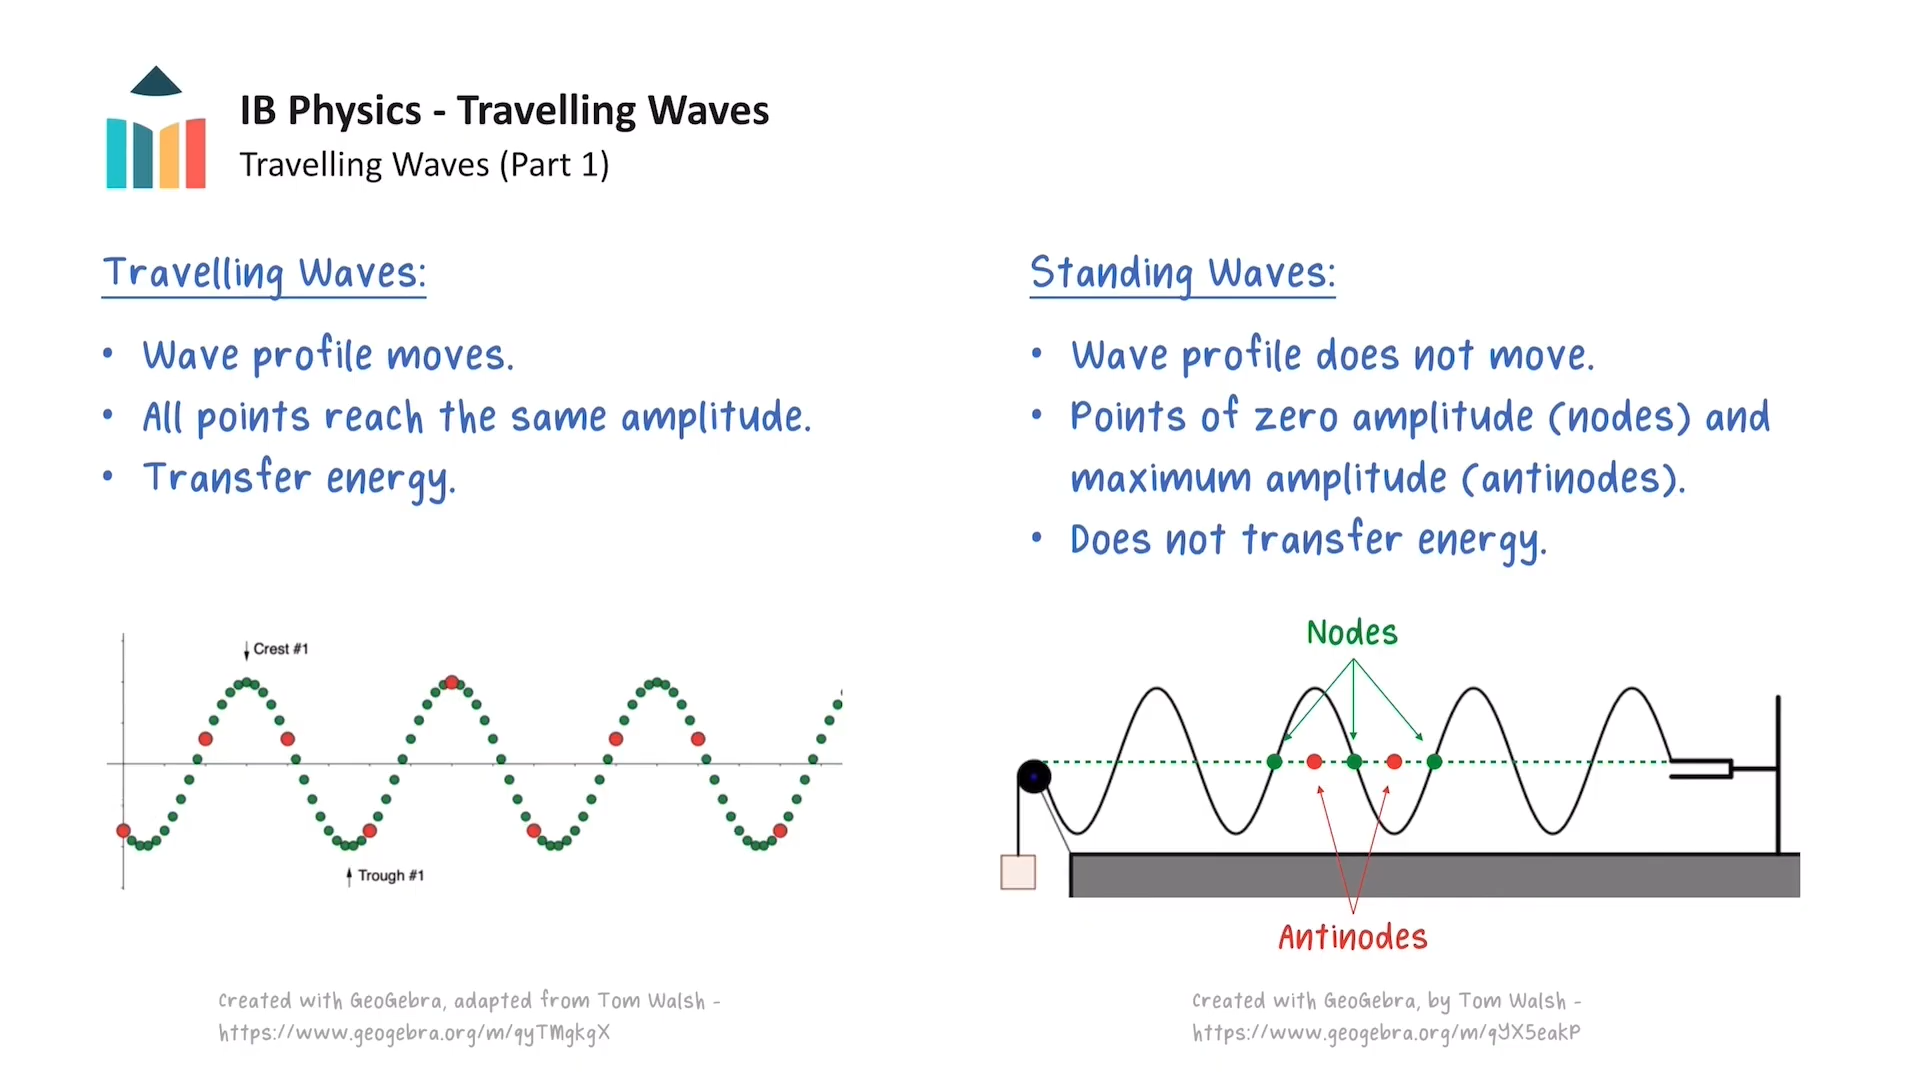 IB Physics - Travelling Waves
Travelling Waves (Part 1)
Travelling Waves:
• Wave profile moves.
• All points reach the same amplitude.
• Transfer energy.
Crest #1
Trough #1
Created with GeoGebra, adapted from Tom Walsh -
https://www.geogebra.org/m/qyTMgkgX
Standing Waves:
• Wave profile does not move.
• Points of zero amplitude (nodes) and
maximum amplitude (antinodes).
• Does not transfer energy.
Nodes
Antinodes
Created with GeoGebra, by Tom Walsh -
https://www.geogebra.org/m/qYX5eakP